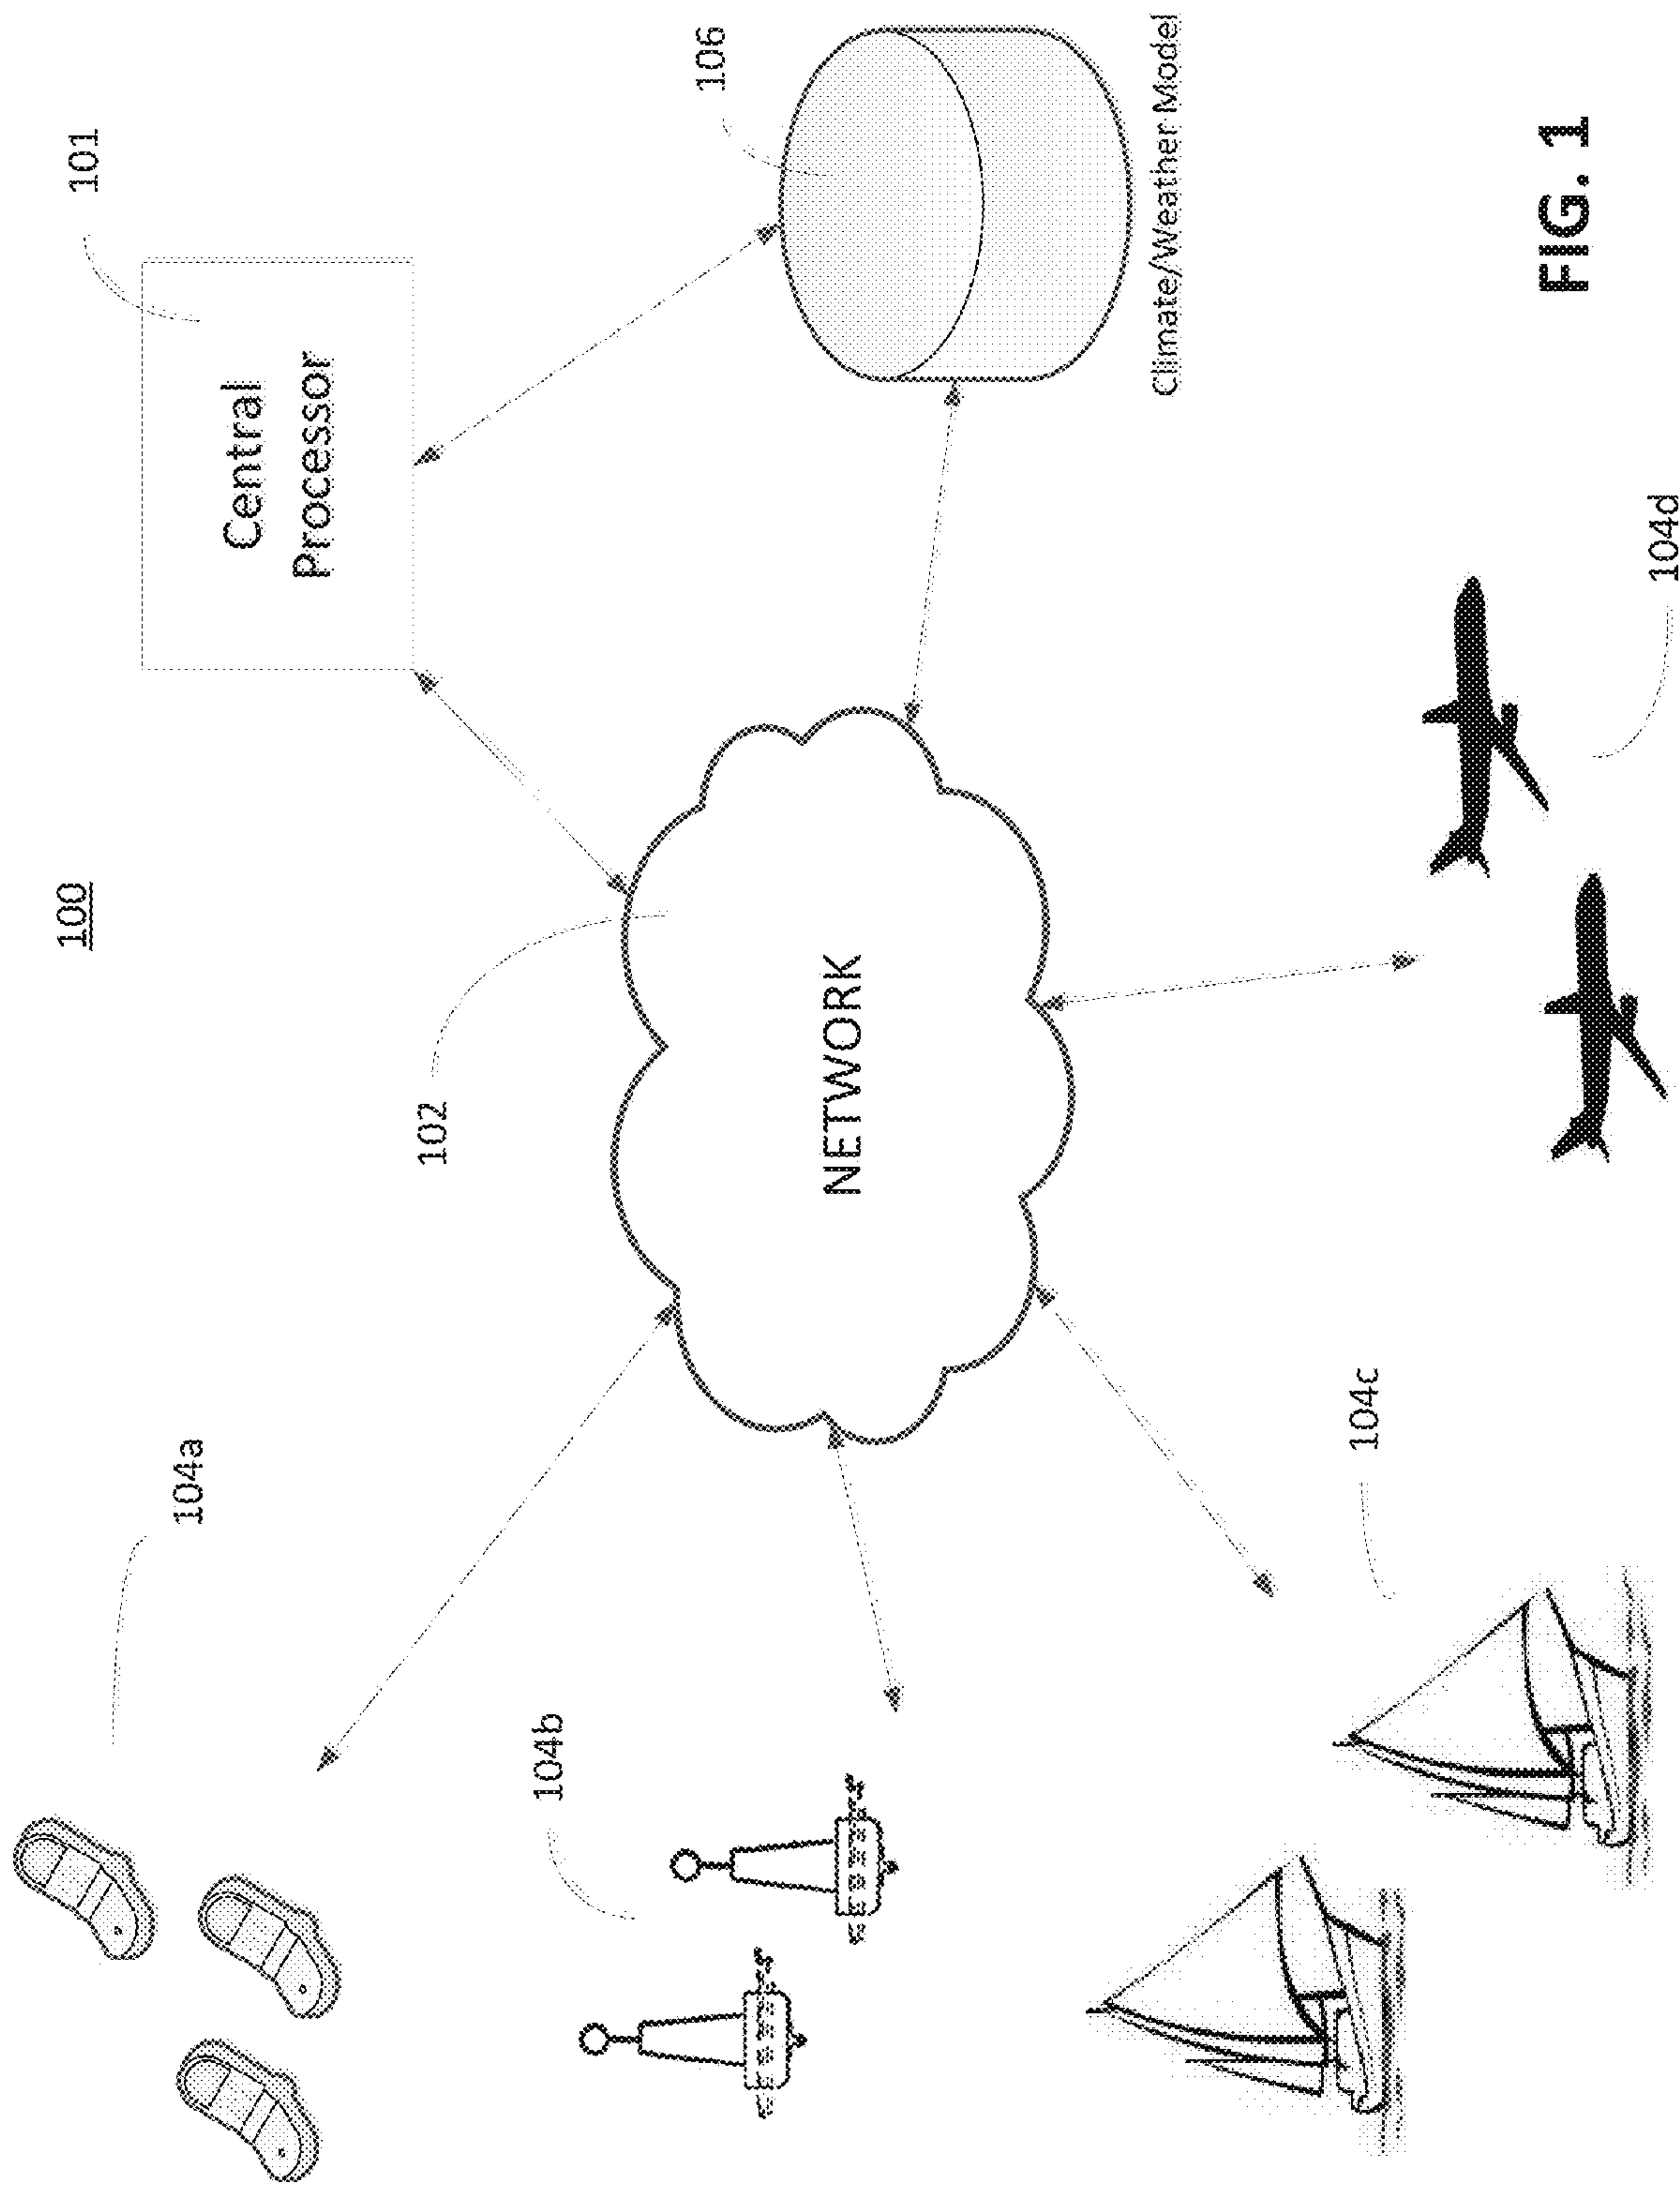 100
101
Central
Processor
102
106
104a
NETWORK
Climate/Weather Model
104b
104c
104d
FIG. 1